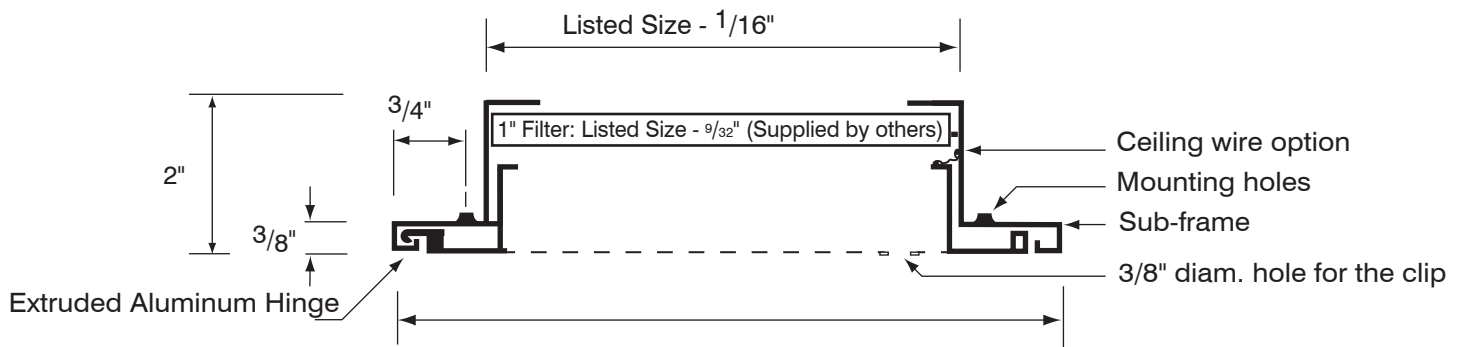 Listed Size - 1/16"
3/4"
1" Filter: Listed Size - 9/32" (Supplied by others)
Ceiling wire option
2"
Mounting holes
Sub-frame
3/8"
3/8" diam. hole for the clip
Extruded Aluminum Hinge